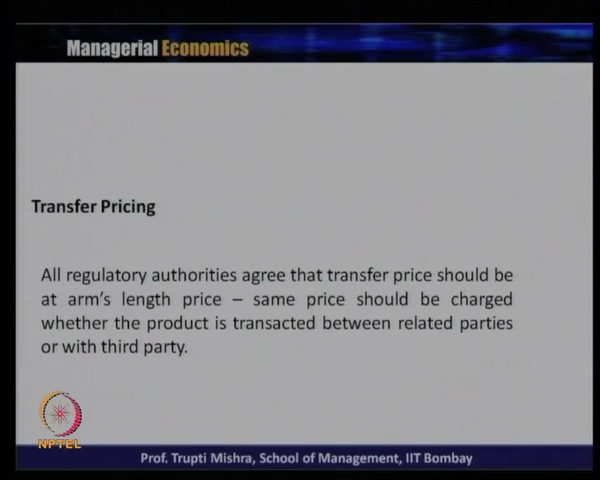 Managerial Economics
Transfer Pricing
All regulatory authorities agree that transfer price should be
at arm's length price – same price should be charged
whether the product is transacted between related parties
or with third party.
NPTEL
Prof. Trupti Mishra, School of Management, IIT Bombay